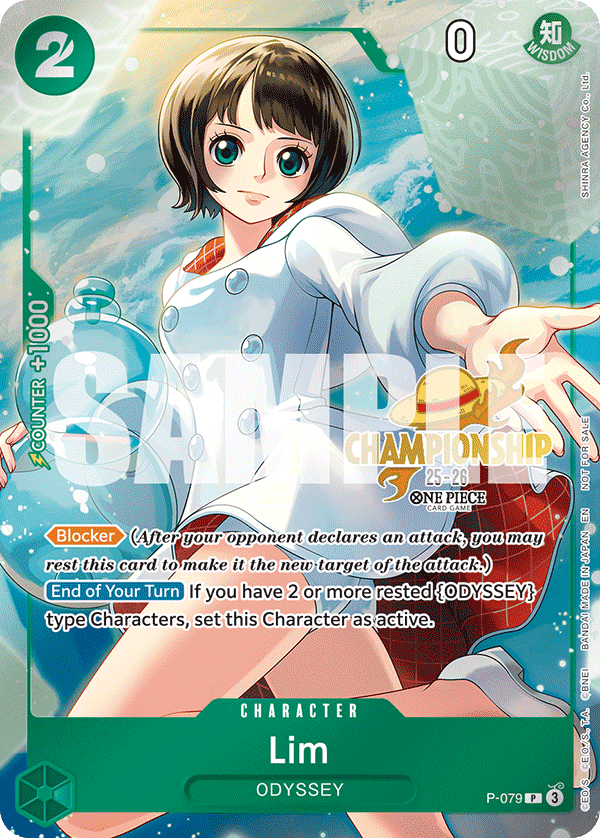 2
0
知
WISDOM
SHINRA AGENCY Co., Ltd.
COUNTER +1000
SAMPLE
CHAMPIONSHIP
25-26
ONE PIECE
CARD GAME
Blocker (After your opponent declares an attack, you may
rest this card to make it the new target of the attack.)
End of Your Turn If you have 2 or more rested {ODYSSEY}
type Characters, set this Character as active.
CHARACTER
Lim
ODYSSEY
P-079 P 3
©E.O./S., T.A. ©BNEI BANDAI MADE IN JAPAN EN NOT FOR SALE